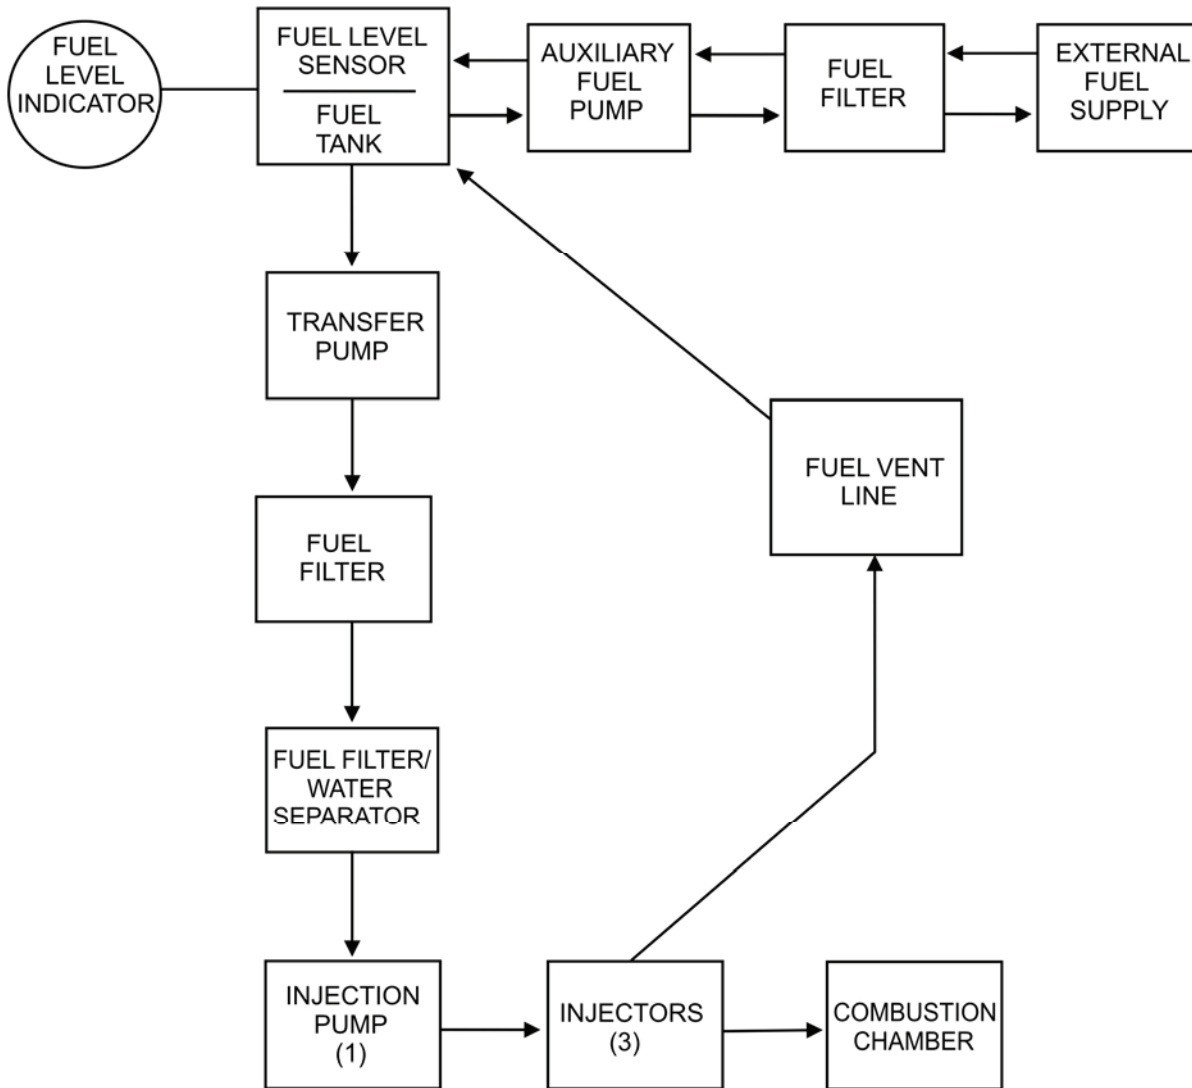 FUEL
LEVEL
INDICATOR
FUEL LEVEL
SENSOR
FUEL
TANK
AUXILIARY
FUEL
PUMP
FUEL
FILTER
EXTERNAL
FUEL
SUPPLY
TRANSFER
PUMP
FUEL VENT
LINE
FUEL
FILTER
FUEL FILTER/
WATER
SEPARATOR
INJECTION
PUMP
(1)
INJECTORS
(3)
COMBUSTION
CHAMBER